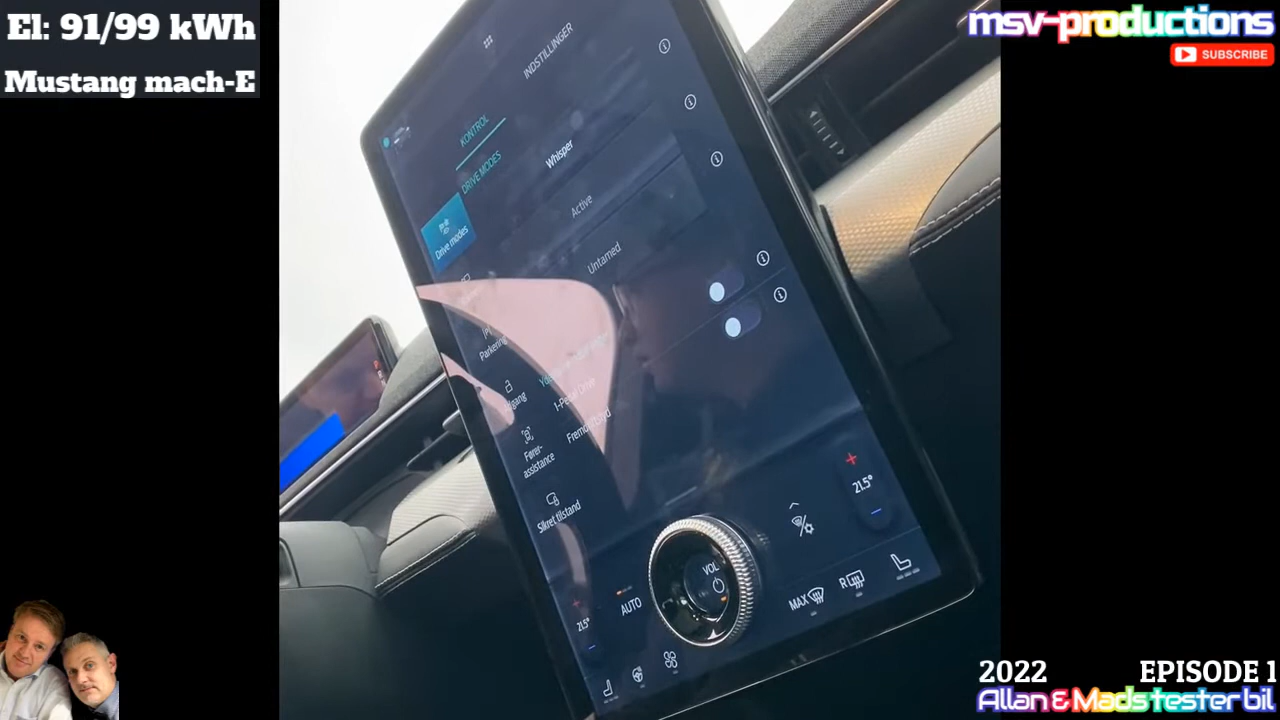 El: 91/99 kWh
Mustang mach-E
msv-productions
SUBSCRIBE
INDSTILLINGER
KONTROL
DRIVE MODES
Drive modes
Whisper
Active
Untamed
Parkering
1-Pedal Drive
Fører-
assistance
Sikret tilstand
21.5°
AUTO
VOL
MAX
R
21.5°
2022
EPISODE 1
Allan & Mads tester bil